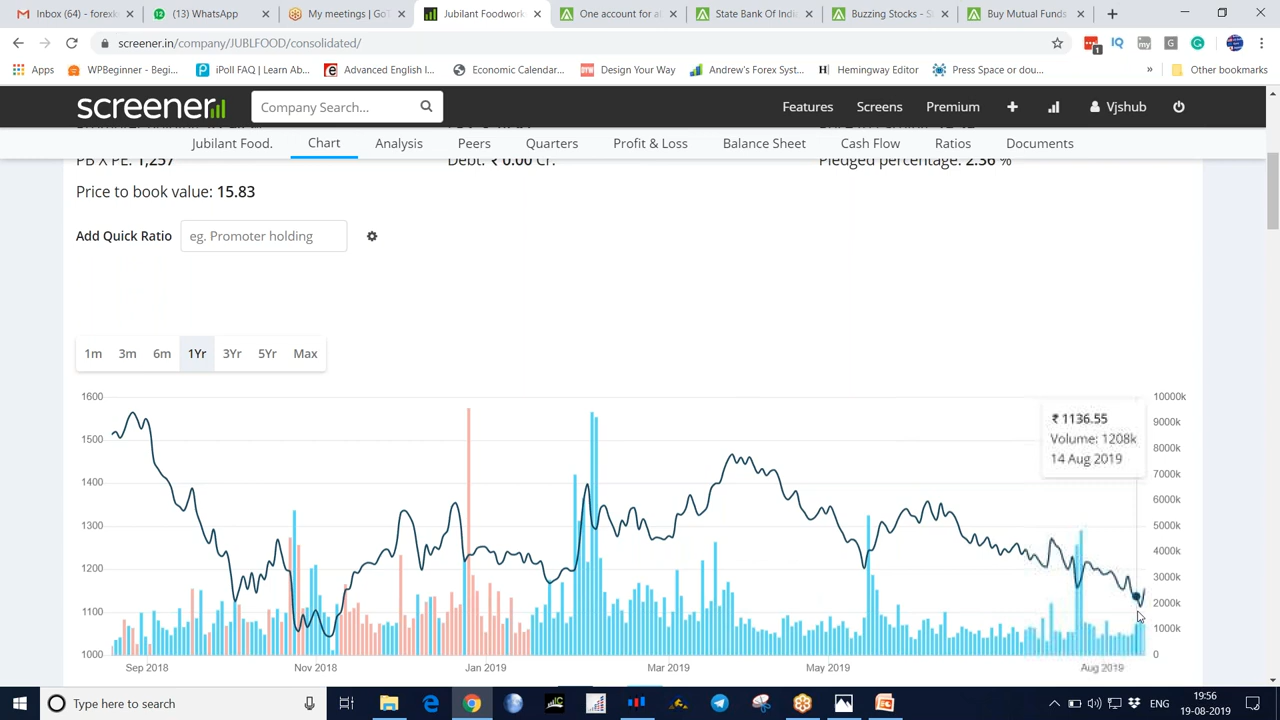 Inbox (64) - forexk
(13) WhatsApp
My meetings | GoT
Jubilant Foodwork
One account for al
State Bank Of Indi
Buzzing Stocks - S
Buy Mutual Funds
screener.in/company/JUBLFOOD/consolidated/
1
IQ
my
G
Apps
WPBeginner - Begi...
iPoll FAQ | Learn Ab...
Advanced English I...
Economic Calendar...
Design Your Way
Andrew's Forex Syst...
Hemingway Editor
Press Space or dou...
»
Other bookmarks
screener
Company Search...
Features
Screens
Premium
Vjshub
Jubilant Food.
Chart
Analysis
Peers
Quarters
Profit & Loss
Balance Sheet
Cash Flow
Ratios
Documents
PB X PE: 1,257
Debt: ₹ 0.00 Cr.
Pledged percentage: 2.36 %
Price to book value: 15.83
Add Quick Ratio
eg. Promoter holding
1m 3m 6m 1Yr 3Yr 5Yr Max
1600
1500
1400
1300
1200
1100
1000
₹ 1136.55
Volume: 1208k
14 Aug 2019
10000k
9000k
8000k
7000k
6000k
5000k
4000k
3000k
2000k
1000k
0
Sep 2018
Nov 2018
Jan 2019
Mar 2019
May 2019
Aug 2019
Type here to search
ENG
19:56
19-08-2019